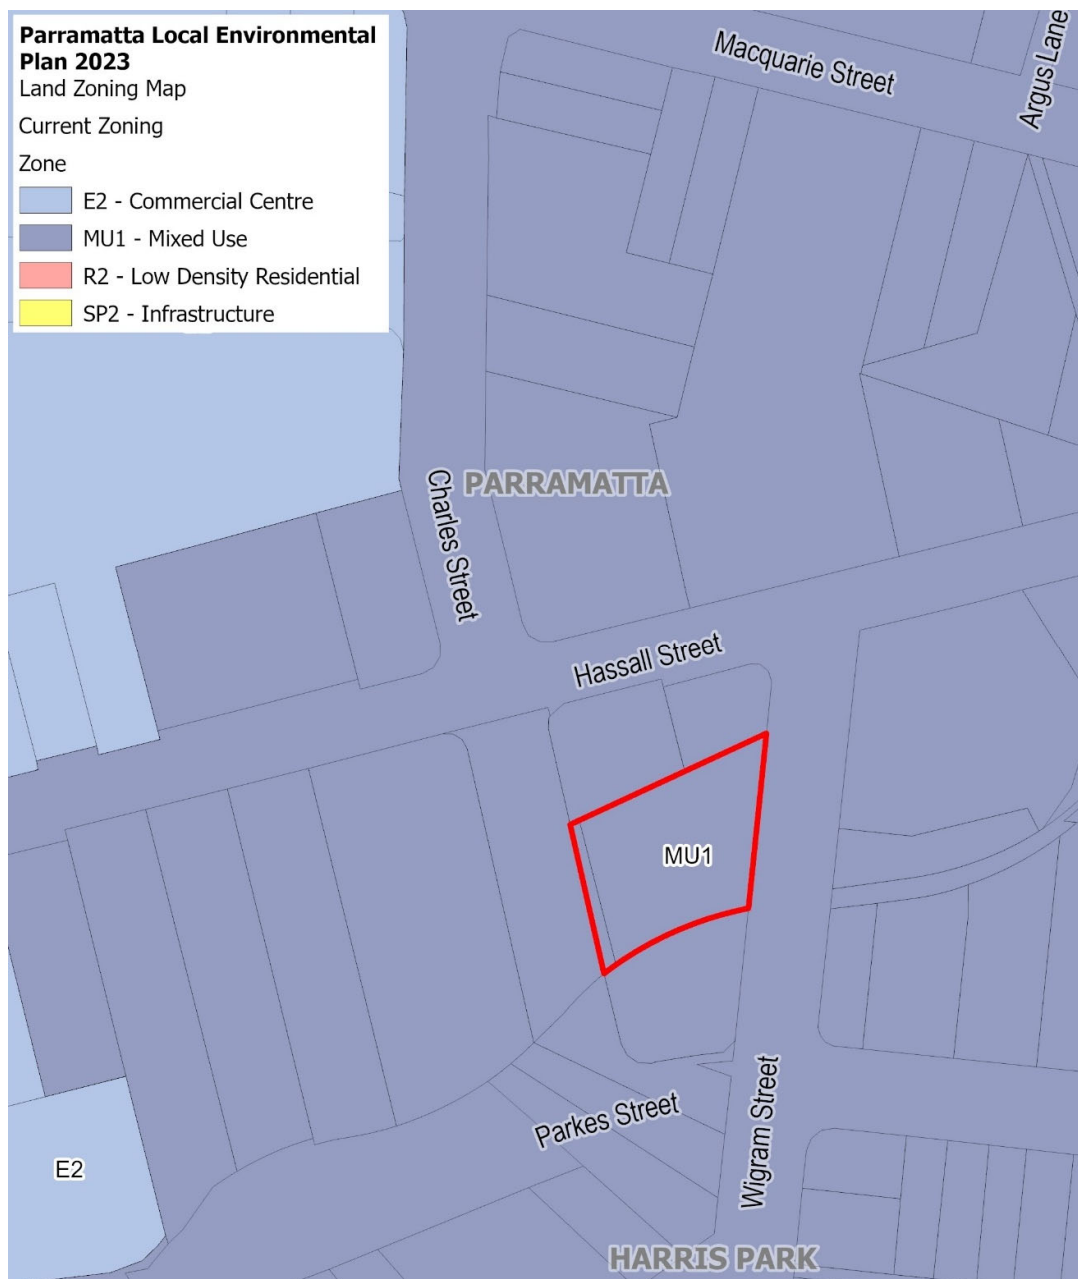 Parramatta Local Environmental
Plan 2023
Land Zoning Map
Current Zoning
Zone
E2 - Commercial Centre
MU1 - Mixed Use
R2 - Low Density Residential
SP2 - Infrastructure
Macquarie Street
Argus Lane
PARRAMATTA
Charles Street
Hassall Street
MU1
Parkes Street
Wigram Street
E2
HARRIS PARK